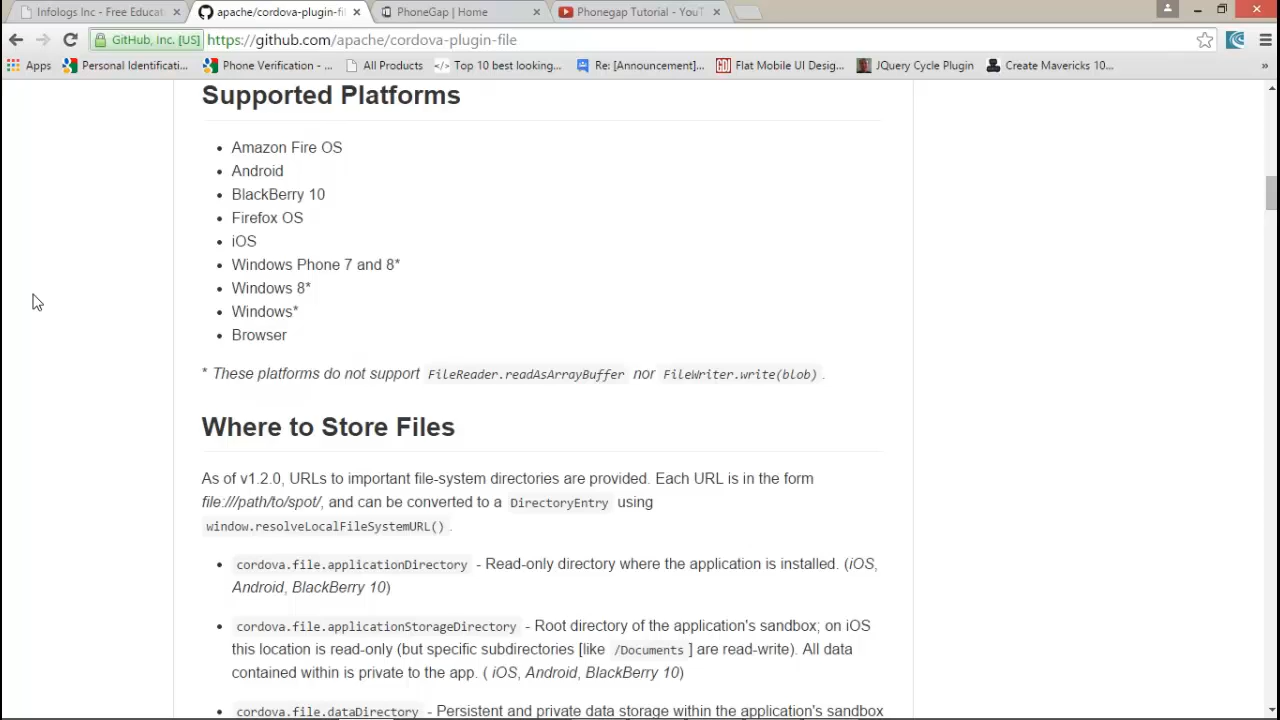 Infologs Inc - Free Educat
apache/cordova-plugin-fil
PhoneGap | Home
Phonegap Tutorial - YouT
GitHub, Inc. [US]
https://github.com/apache/cordova-plugin-file
Apps
Personal Identificati...
Phone Verification - ...
All Products
Top 10 best looking...
Re: [Announcement]...
Flat Mobile UI Desig...
JQuery Cycle Plugin
Create Mavericks 10...
»
Supported Platforms
• Amazon Fire OS
• Android
• BlackBerry 10
• Firefox OS
• iOS
• Windows Phone 7 and 8*
• Windows 8*
• Windows*
• Browser
* These platforms do not support FileReader.readAsArrayBuffer nor FileWriter.write(blob).
Where to Store Files
As of v1.2.0, URLs to important file-system directories are provided. Each URL is in the form
file:///path/to/spot/, and can be converted to a DirectoryEntry using
window.resolveLocalFileSystemURL().
• cordova.file.applicationDirectory - Read-only directory where the application is installed. (iOS,
Android, BlackBerry 10)
• cordova.file.applicationStorageDirectory - Root directory of the application's sandbox; on iOS
this location is read-only (but specific subdirectories [like /Documents ] are read-write). All data
contained within is private to the app. ( iOS, Android, BlackBerry 10)
• cordova.file.dataDirectory - Persistent and private data storage within the application's sandbox